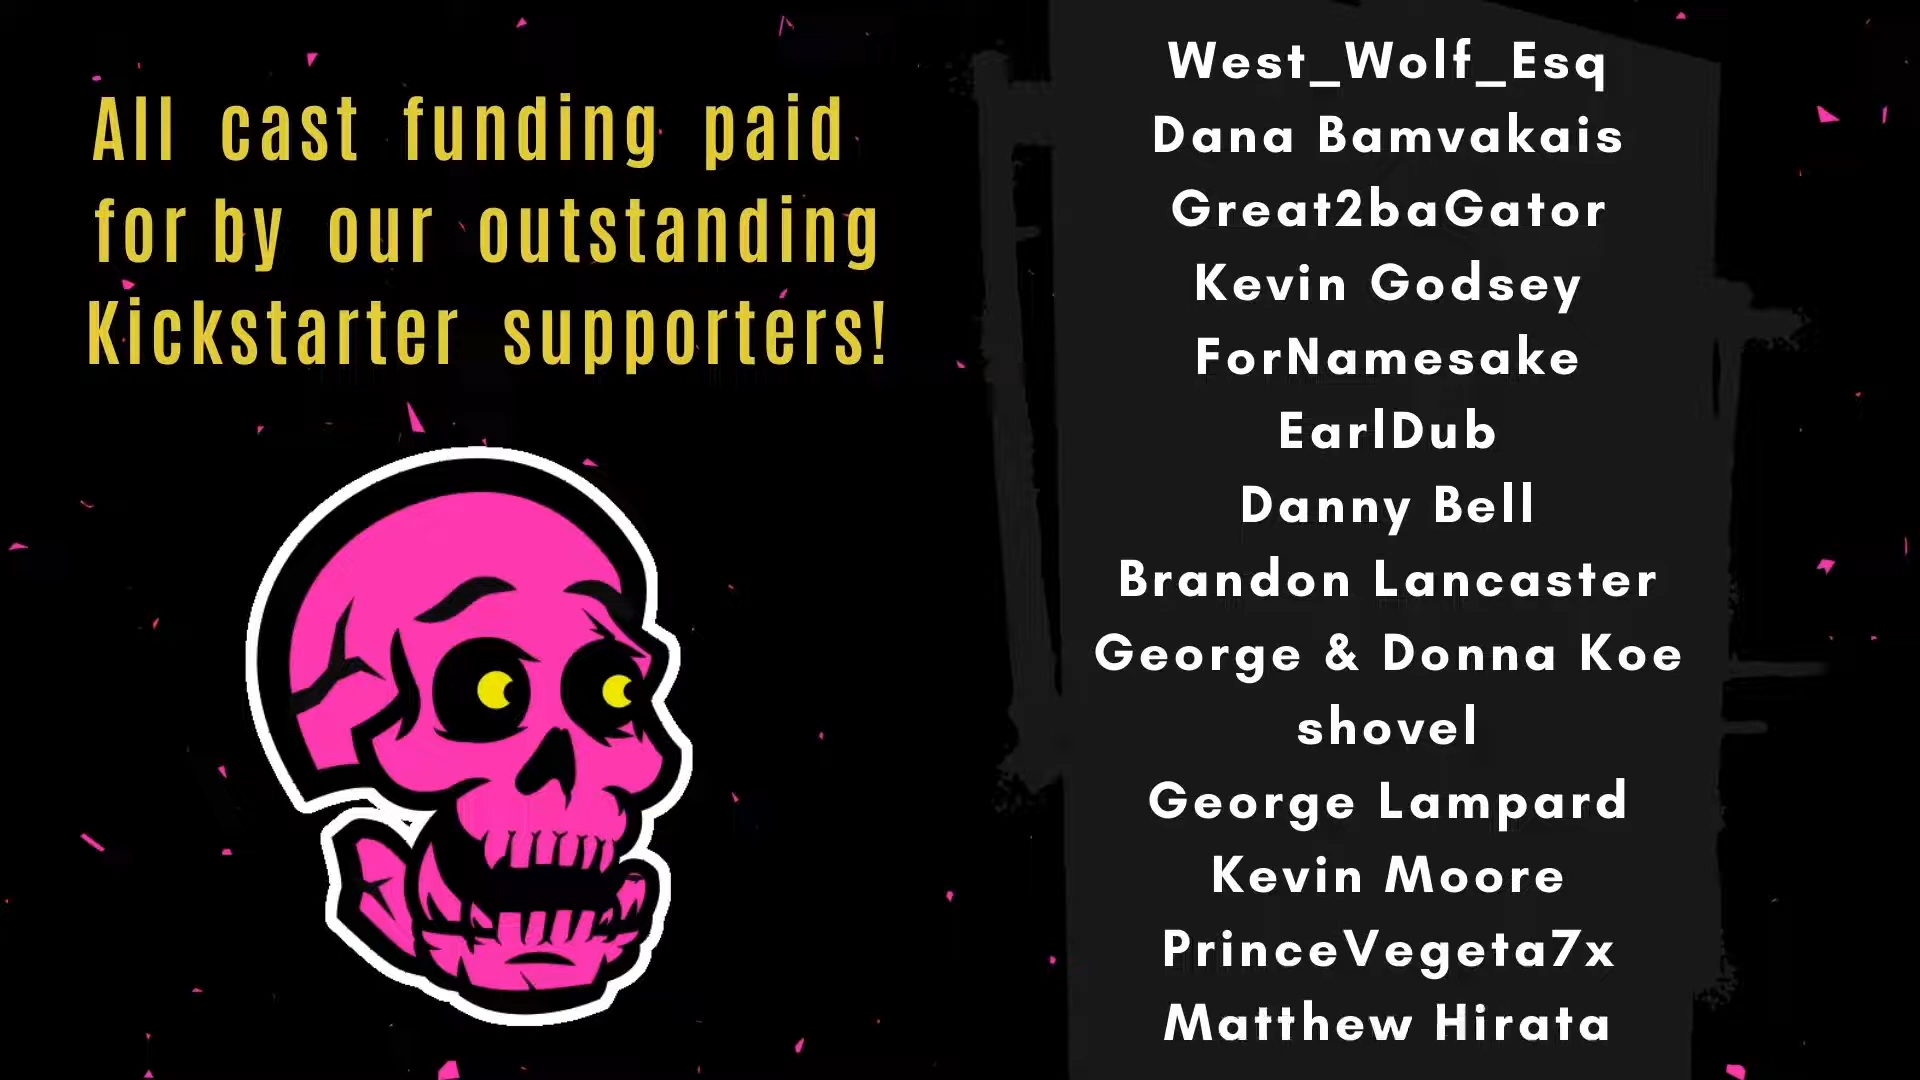 All cast funding paid
for by our outstanding
Kickstarter supporters!
West_Wolf_Esq
Dana Bamvakais
Great2baGator
Kevin Godsey
ForNamesake
EarlDub
Danny Bell
Brandon Lancaster
George & Donna Koe
shovel
George Lampard
Kevin Moore
PrinceVegeta7x
Matthew Hirata